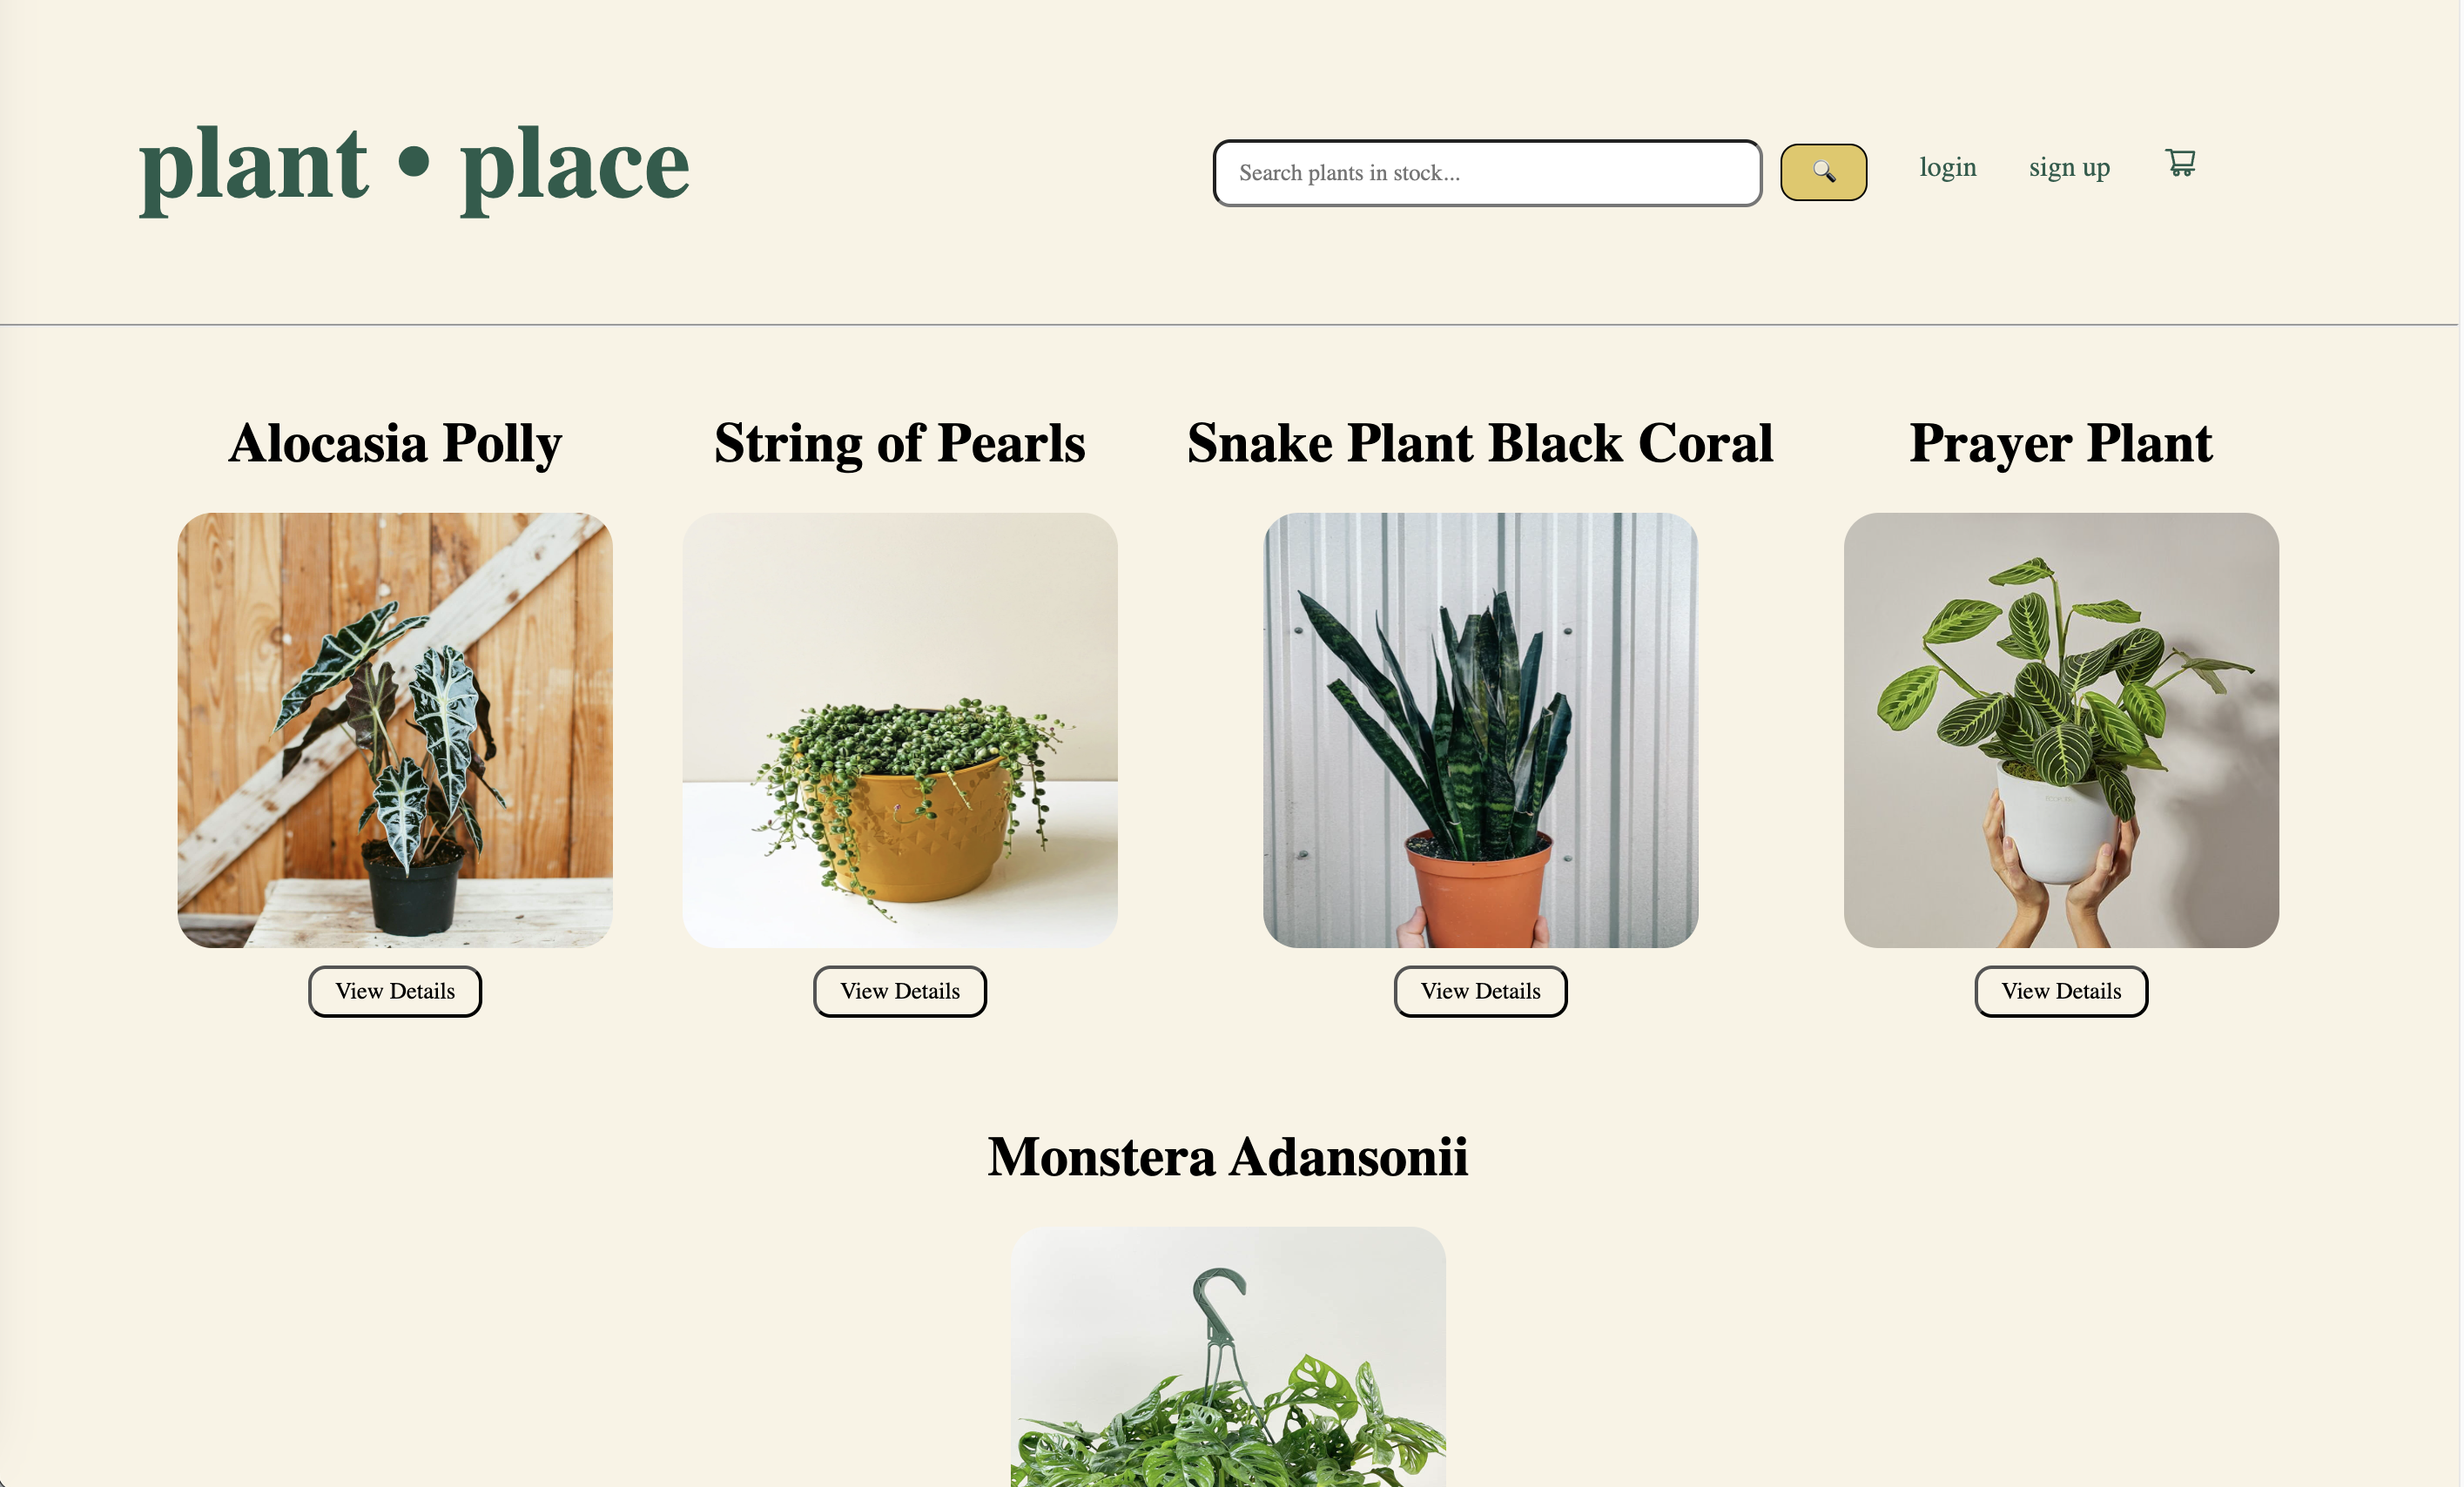 plant • place
Search plants in stock...
login
sign up
Alocasia Polly
String of Pearls
Snake Plant Black Coral
Prayer Plant
View Details
View Details
View Details
View Details
Monstera Adansonii